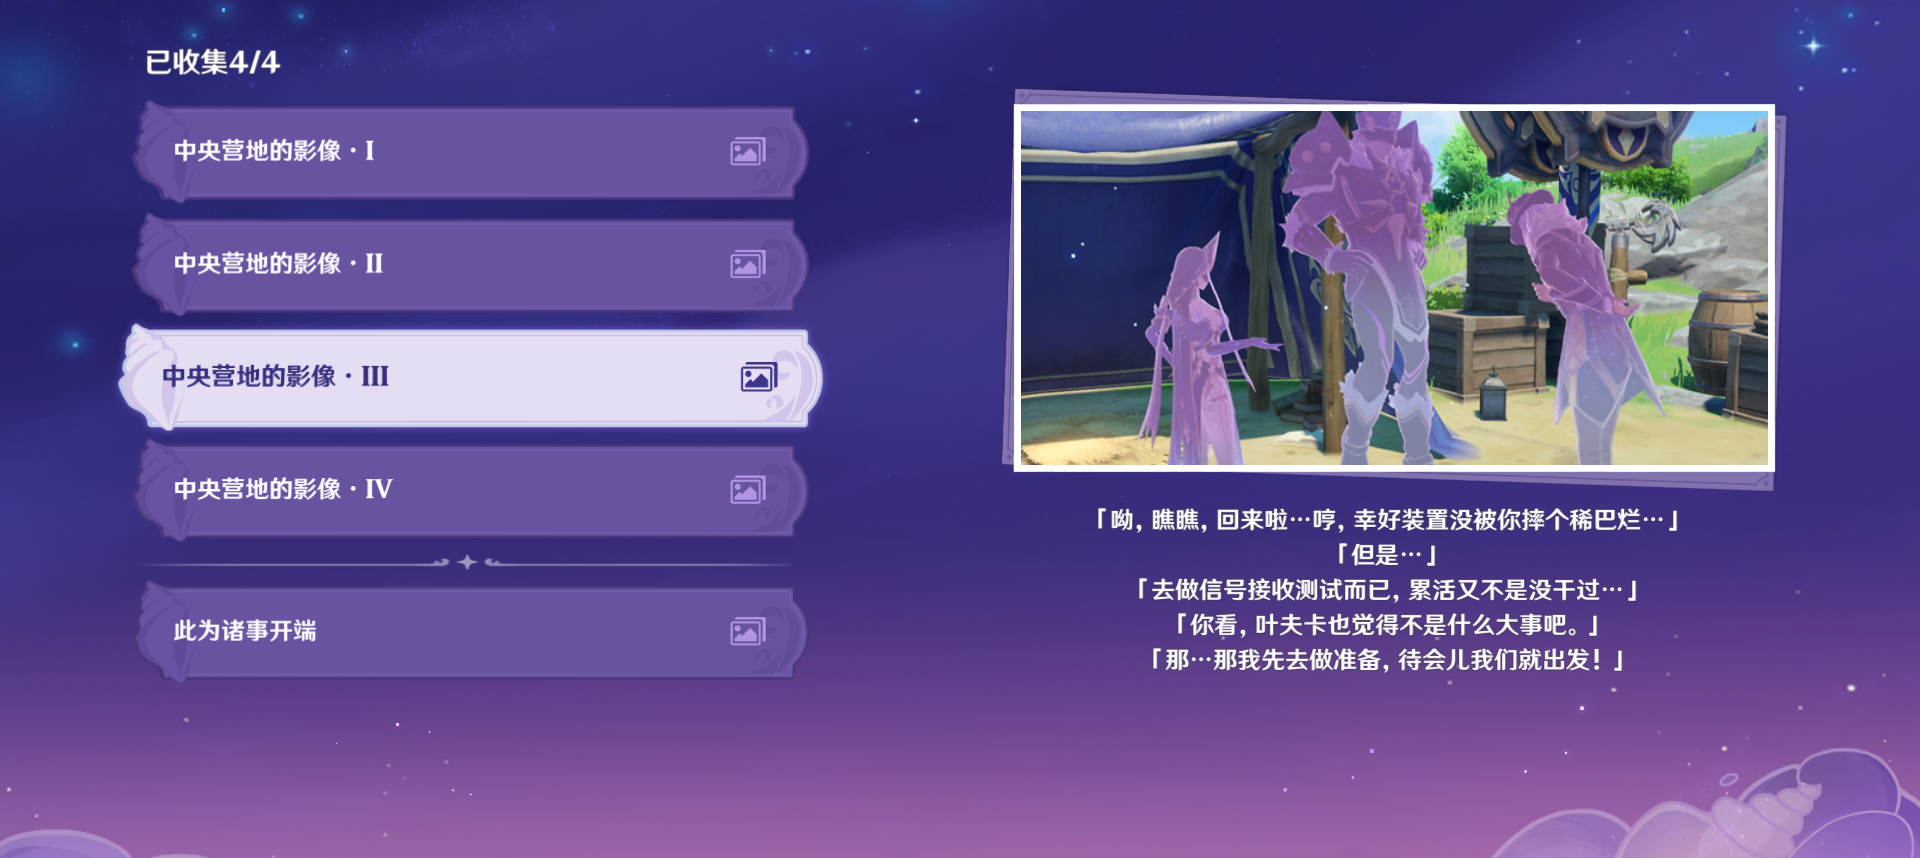 已收集4/4
中央营地的影像·I
中央营地的影像·II
中央营地的影像·III
中央营地的影像·IV
此为诸事开端
「呦，瞧瞧，回来啦…哼，幸好装置没被你摔个稀巴烂…」
「但是…」
「去做信号接收测试而已，累活又不是没干过…」
「你看，叶夫卡也觉得不是什么大事吧。」
「那…那我先去做准备，待会儿我们就出发！」